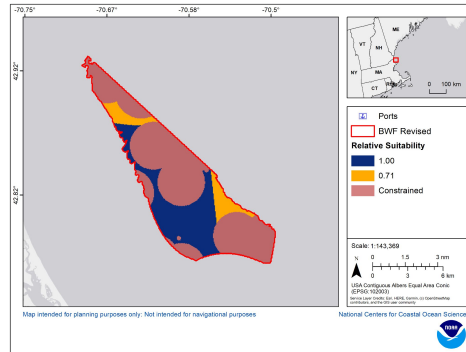 -70.75° -70.67° -70.58° -70.5°
42.92°
42.82°
ME
VT
NH
NY
MA
CT
0 100 km
Ports
BWF Revised
Relative Suitability
1.00
0.71
Constrained
Scale: 1:143,369
N
0 1.5 3 nm
0 3 6 km
USA Contiguous Albers Equal Area Conic
(EPSG:102003)
Service Layer Credits: Esri, HERE, Garmin, (c) OpenStreetMap
contributors, and the GIS user community
Map intended for planning purposes only: Not intended for navigational purposes
National Centers for Coastal Ocean Science
NOAA